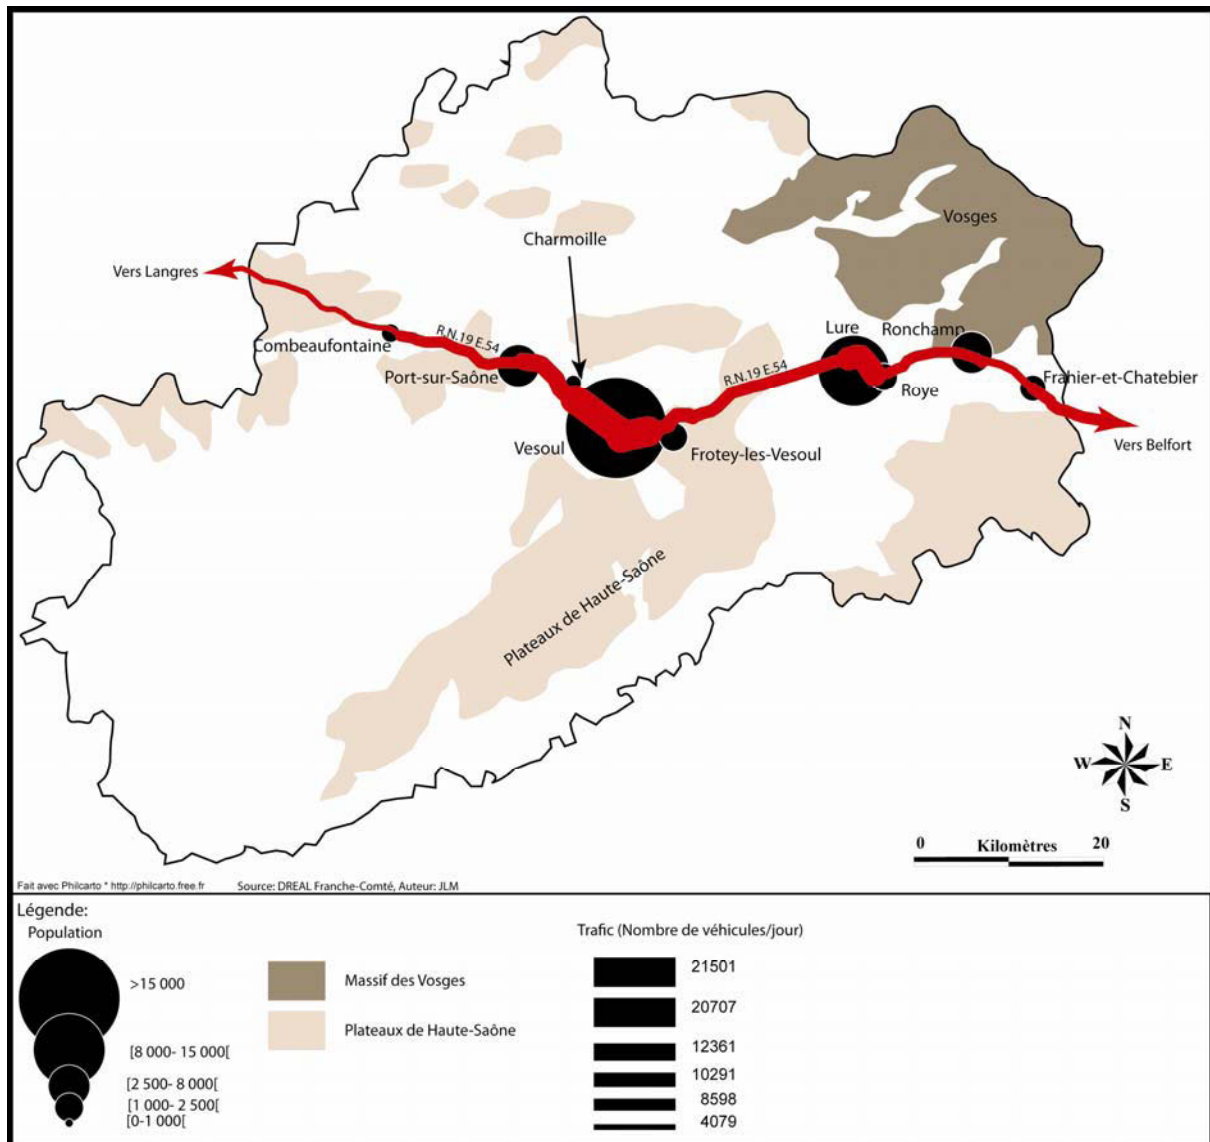 Vosges
Charmoille
Vers Langres
Lure
Ronchamp
R.N.19 E.54
Combeaufontaine
Port-sur-Saône
R.N.19 E.54
Frahier-et-Chatebier
Roye
Vesoul
Frotey-les-Vesoul
Vers Belfort
Plateaux de Haute-Saône
N
W
E
S
0 Kilomètres 20
Fait avec Philcarto * http://philcarto.free.fr
Source: DREAL Franche-Comté, Auteur: JLM
Légende:
Population
>15 000
[8 000- 15 000[
[2 500- 8 000[
[1 000- 2 500[
[0-1 000[
Massif des Vosges
Plateaux de Haute-Saône
Trafic (Nombre de véhicules/jour)
21501
20707
12361
10291
8598
4079